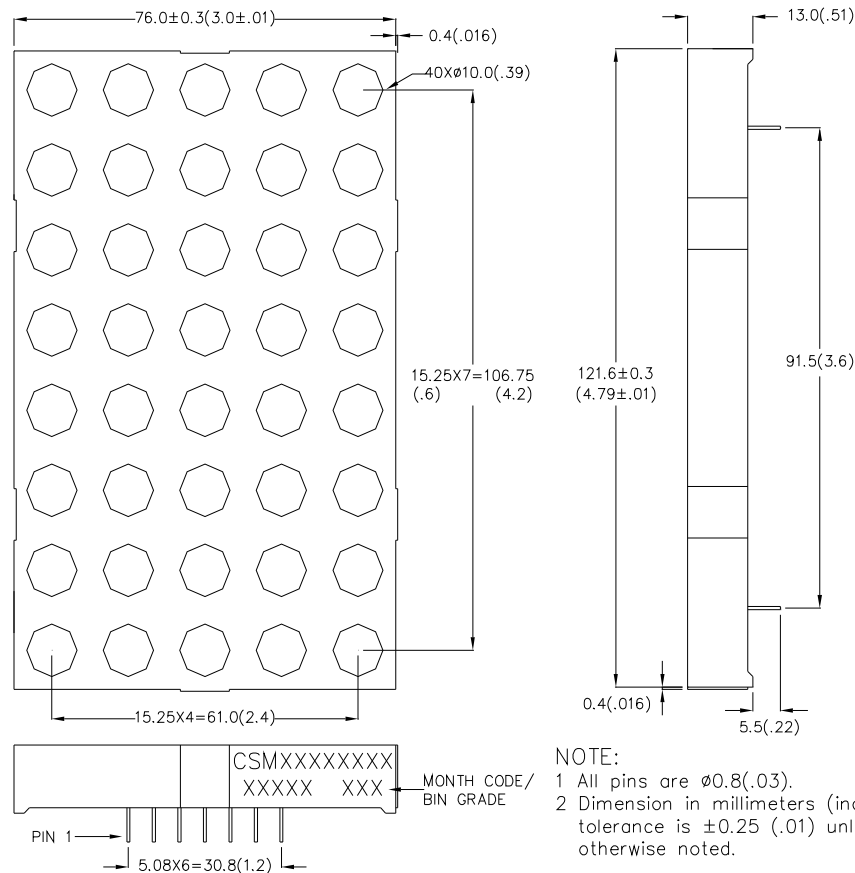 76.0±0.3(3.0±.01)
13.0(.51)
0.4(.016)
40XØ10.0(.39)
15.25X7=106.75
(.6) (4.2)
121.6±0.3
(4.79±.01)
91.5(3.6)
15.25X4=61.0(2.4)
0.4(.016)
5.5(.22)
CSMXXXXXXXX
XXXXX XXX
MONTH CODE/
BIN GRADE
PIN 1
5.08X6=30.8(1.2)
NOTE:
1 All pins are Ø0.8(.03).
2 Dimension in millimeters
tolerance is ±0.25 (.01)
otherwise noted.